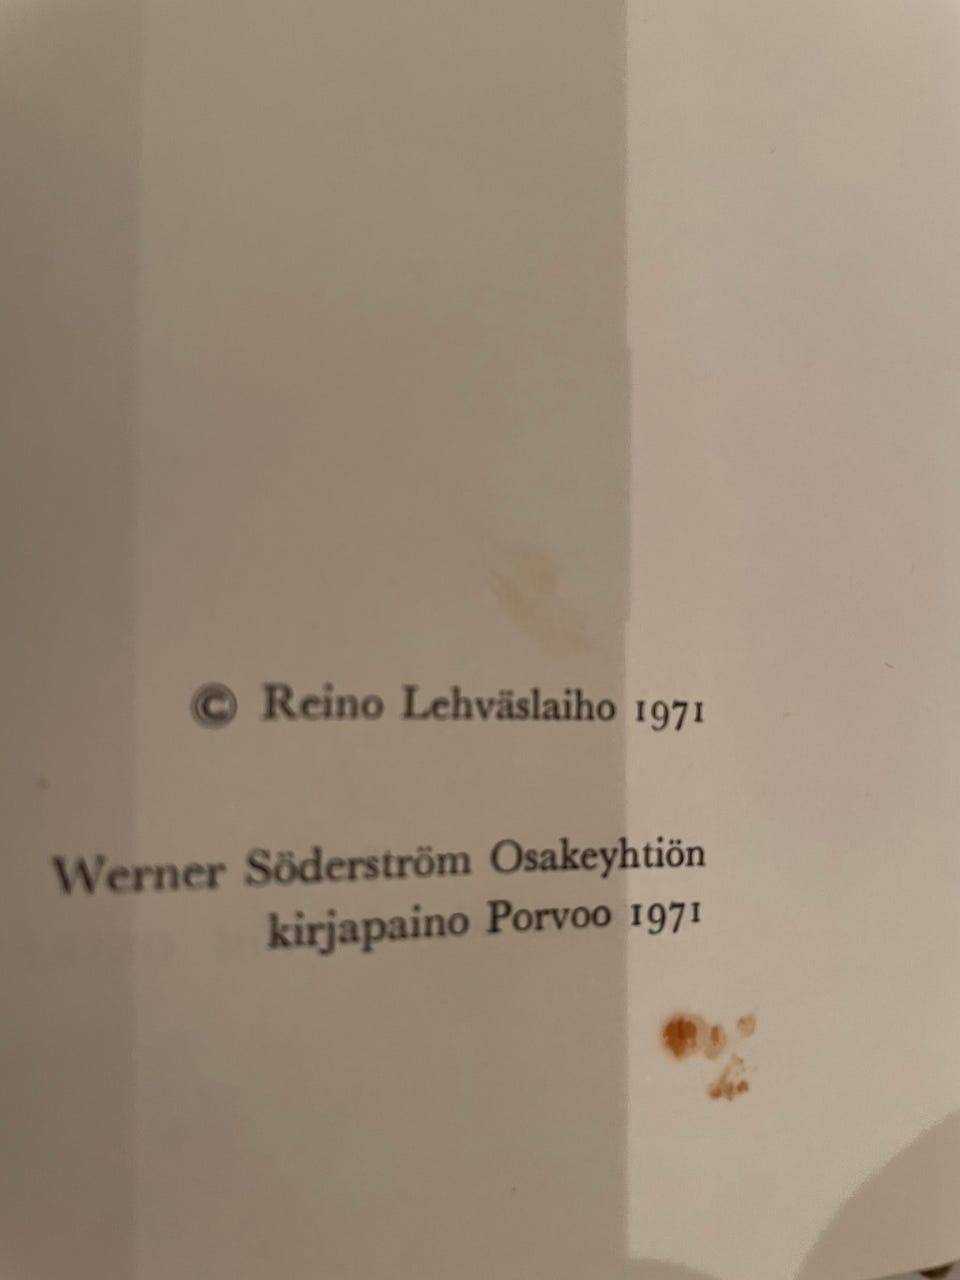 © Reino Lehväslaiho 1971
Werner Söderström Osakeyhtiön
kirjapaino Porvoo 1971